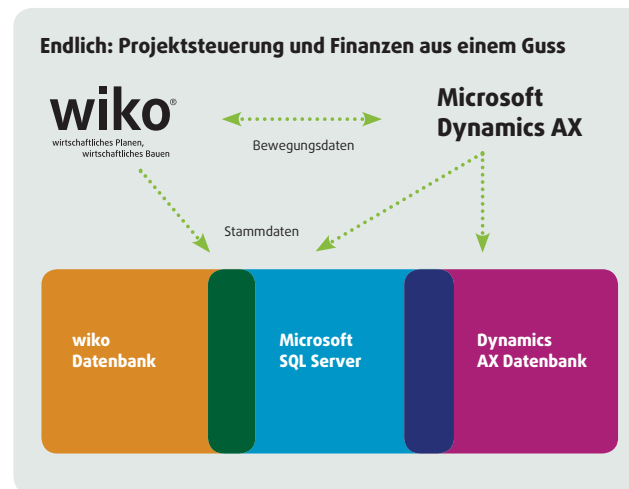 Endlich: Projektsteuerung und Finanzen aus einem Guss
wiko®
wirtschaftliches Planen,
wirtschaftliches Bauen
Microsoft
Dynamics AX
Bewegungsdaten
Stammdaten
wiko
Datenbank
Microsoft
SQL Server
Dynamics
AX Datenbank